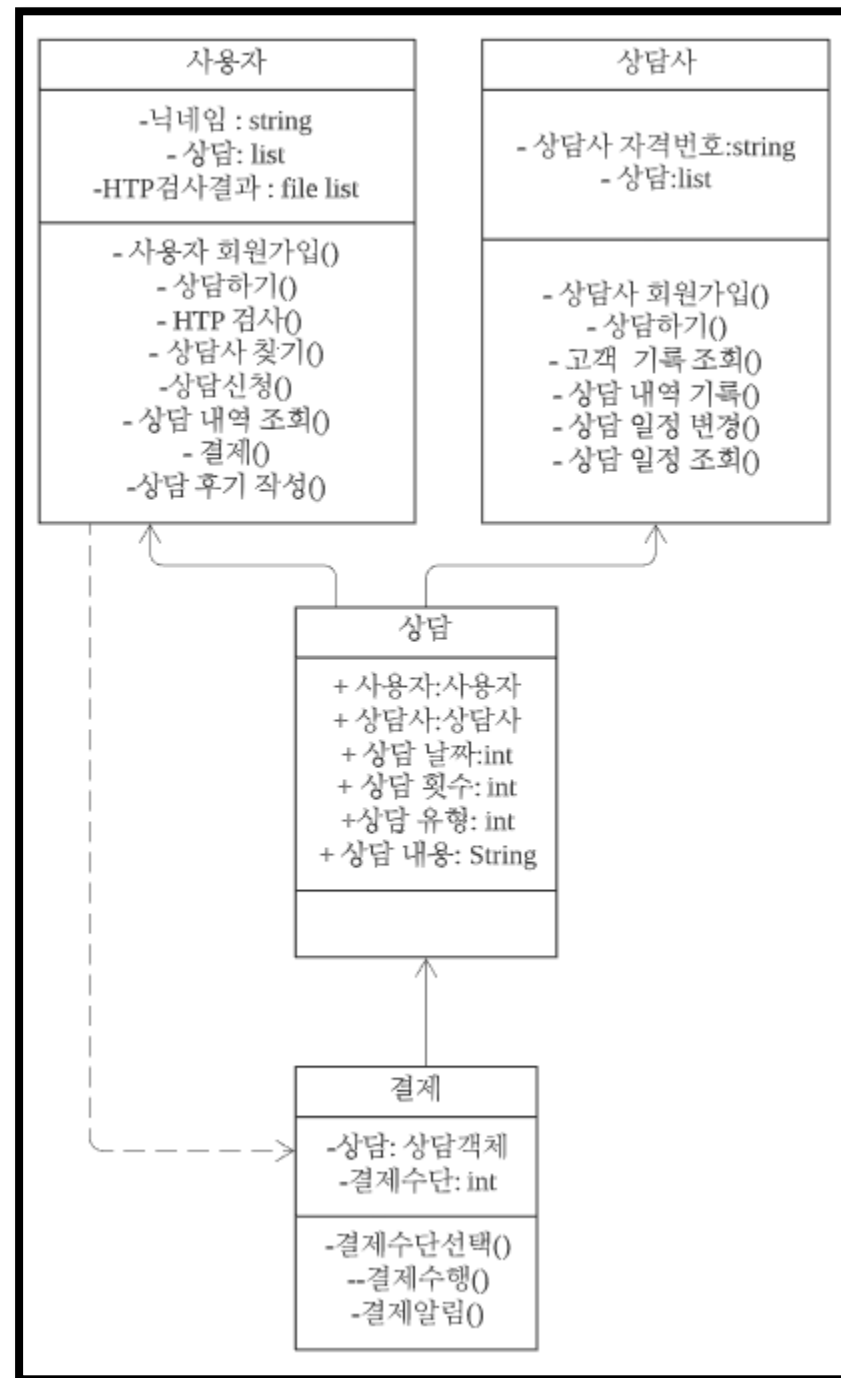 사용자
-닉네임 : string
- 상담: list
-HTP검사결과 : file list
- 사용자 회원가입()
- 상담하기()
- HTP 검사()
- 상담사 찾기()
-상담신청()
- 상담 내역 조회()
- 결제()
-상담 후기 작성()
상담사
- 상담사 자격번호:string
- 상담:list
- 상담사 회원가입()
- 상담하기()
- 고객 기록 조회()
- 상담 내역 기록()
- 상담 일정 변경()
- 상담 일정 조회()
상담
+ 사용자:사용자
+ 상담사:상담사
+ 상담 날짜:int
+ 상담 횟수: int
+상담 유형: int
+ 상담 내용: String
결제
-상담: 상담객체
-결제수단: int
-결제수단선택()
--결제수행()
-결제알림()